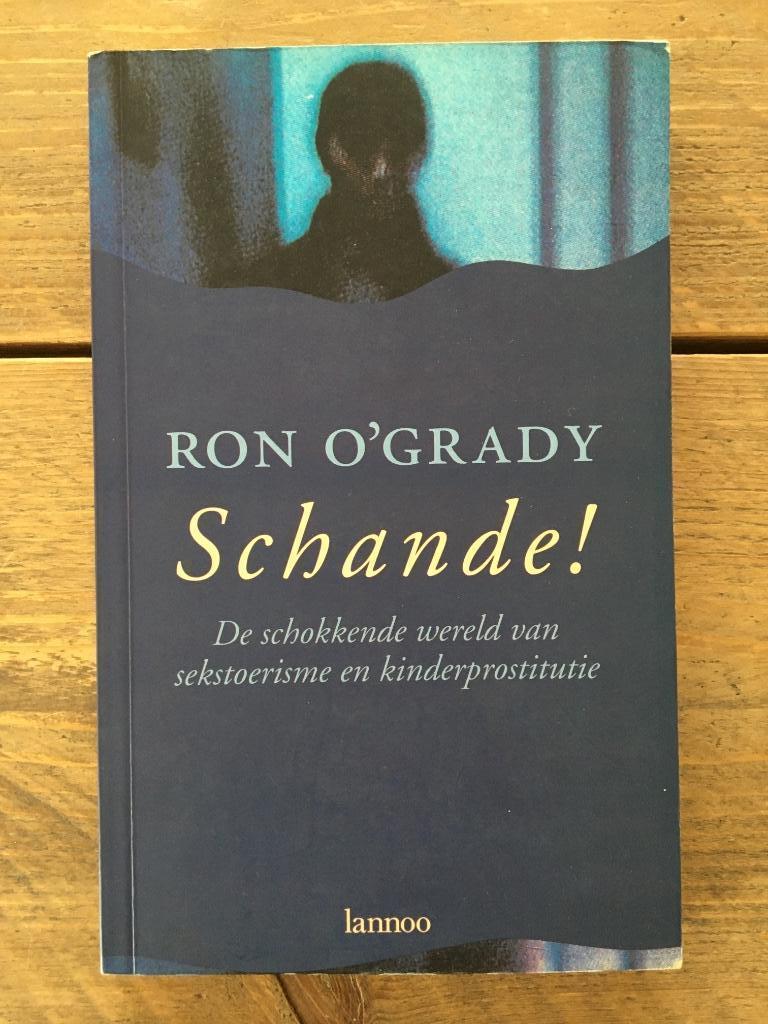 RON O'GRADY
Schande!
De schokkende wereld van
sekstoerisme en kinderprostitutie
lannoo